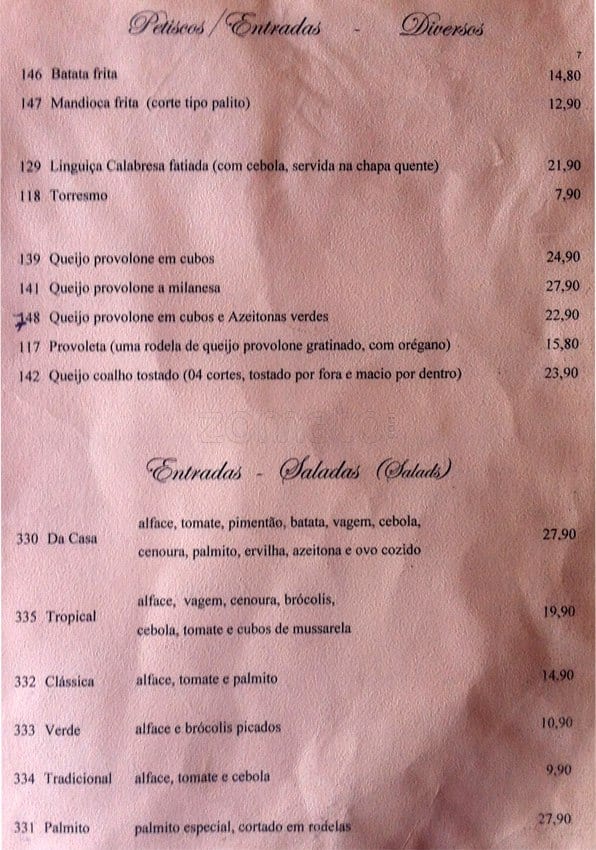 Petiscos/Entradas - Diversos
7
146 Batata frita 14,80
147 Mandioca frita (corte tipo palito) 12,90
129 Linguiça Calabresa fatiada (com cebola, servida na chapa quente) 21,90
118 Torresmo 7,90
139 Queijo provolone em cubos 24,90
141 Queijo provolone a milanesa 27,90
148 Queijo provolone em cubos e Azeitonas verdes 22,90
117 Provoleta (uma rodela de queijo provolone gratinado, com orégano) 15,80
142 Queijo coalho tostado (04 cortes, tostado por fora e macio por dentro) 23,90
zomato
Entradas - Saladas (Salads)
alface, tomate, pimentão, batata, vagem, cebola,
330 Da Casa 27,90
cenoura, palmito, ervilha, azeitona e ovo cozido
alface, vagem, cenoura, brócolis,
335 Tropical 19,90
cebola, tomate e cubos de mussarela
332 Clássica alface, tomate e palmito 14,90
333 Verde alface e brócolis picados 10,90
334 Tradicional alface, tomate e cebola 9,90
331 Palmito palmito especial, cortado em rodelas 27,90